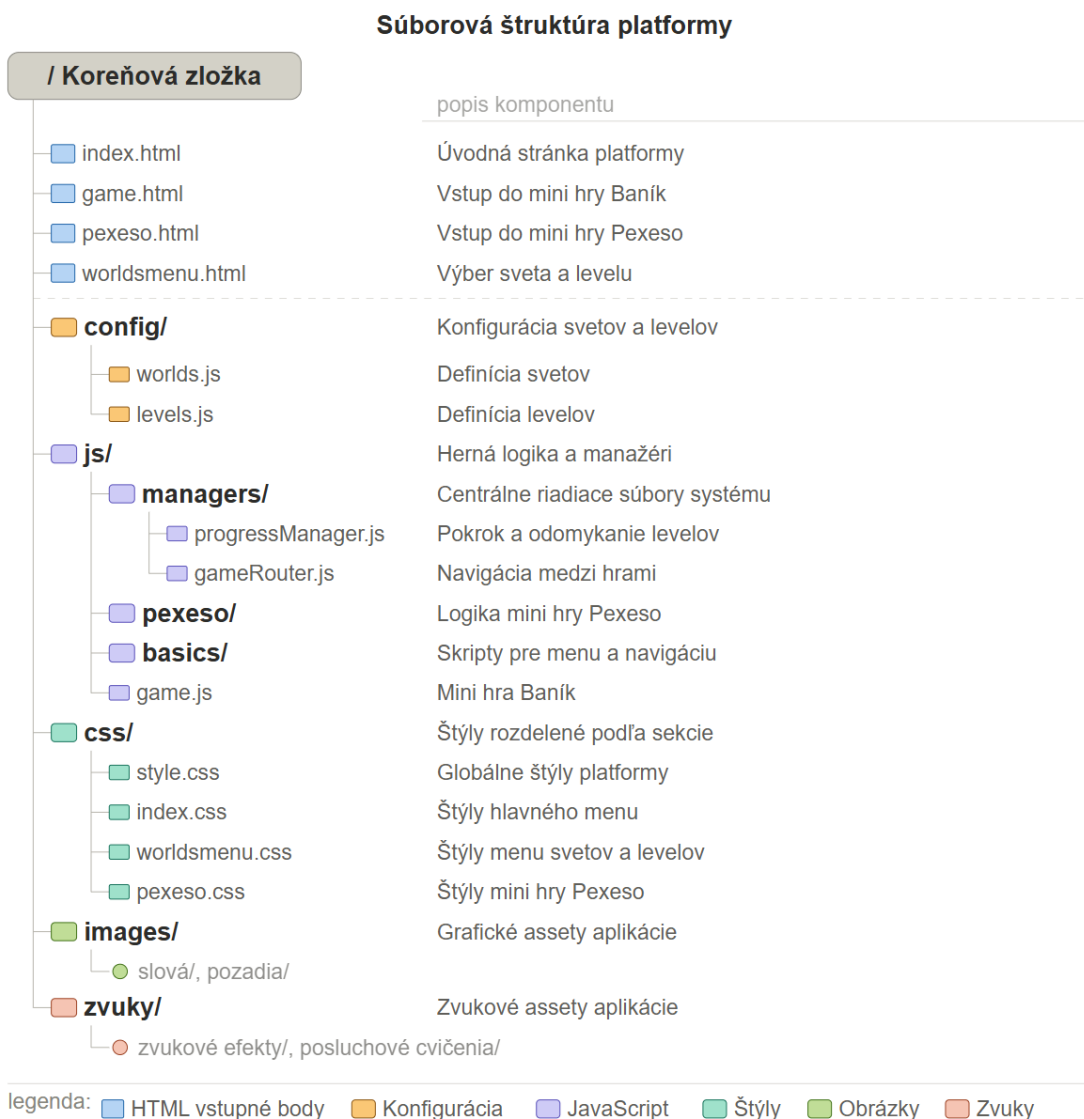 Súborová štruktúra platformy
/ Koreňová zložka
popis komponentu
index.html Úvodná stránka platformy
game.html Vstup do mini hry Baník
pexeso.html Vstup do mini hry Pexeso
worldsmenu.html Výber sveta a levelu
config/ Konfigurácia svetov a levelov
worlds.js Definícia svetov
levels.js Definícia levelov
js/ Herná logika a manažéri
managers/ Centrálne riadiace súbory systému
progressManager.js Pokrok a odomykanie levelov
gameRouter.js Navigácia medzi hrami
pexeso/ Logika mini hry Pexeso
basics/ Skripty pre menu a navigáciu
game.js Mini hra Baník
css/ Štýly rozdelené podľa sekcie
style.css Globálne štýly platformy
index.css Štýly hlavného menu
worldsmenu.css Štýly menu svetov a levelov
pexeso.css Štýly mini hry Pexeso
images/ Grafické assety aplikácie
slová/, pozadia/
zvuky/ Zvukové assety aplikácie
zvukové efekty/, posluchové cvičenia/
legenda: HTML vstupné body Konfigurácia JavaScript Štýly Obrázky Zvuky